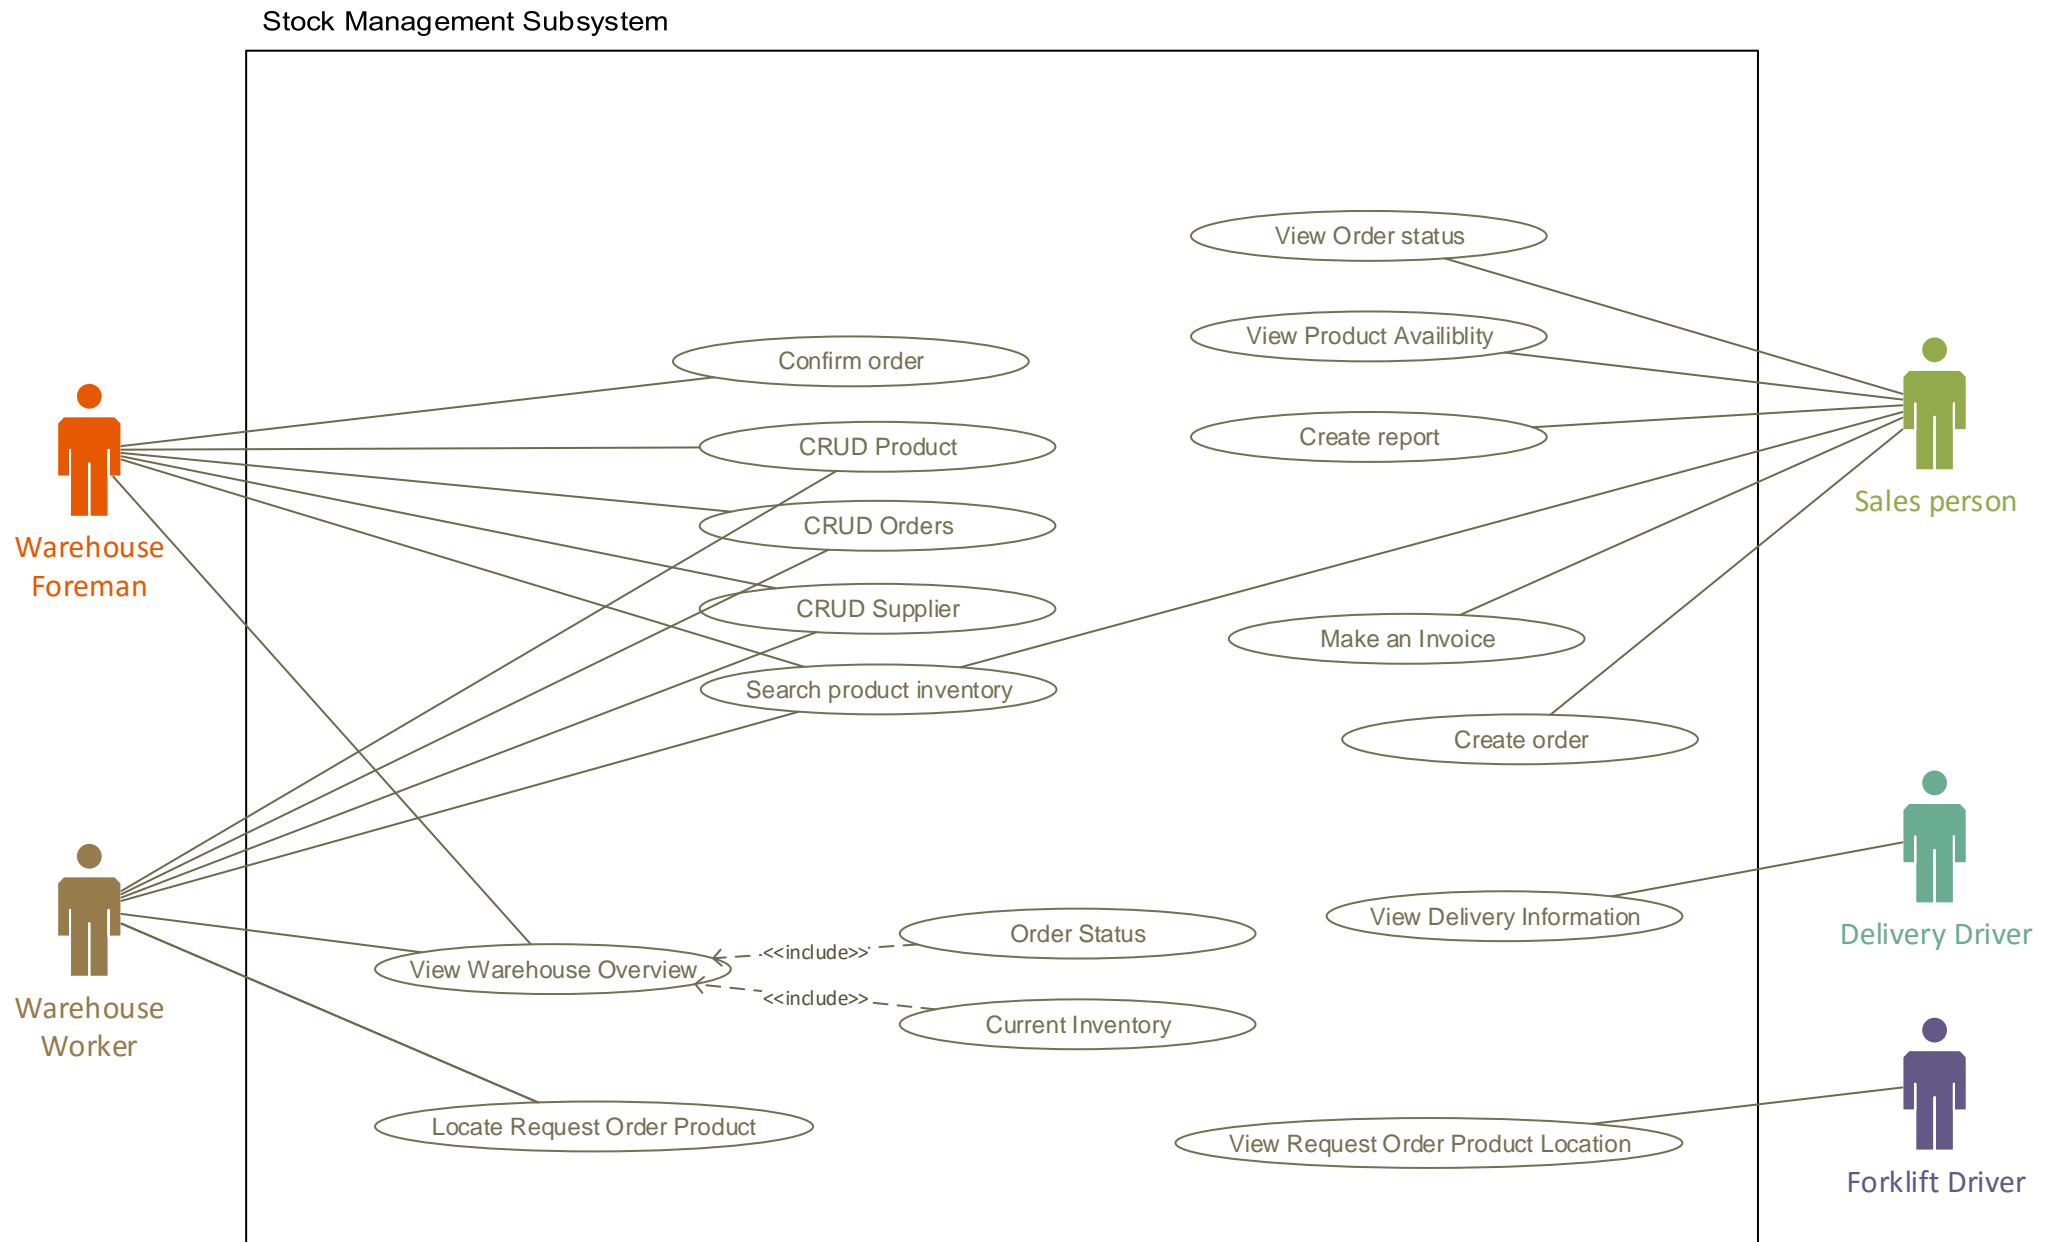 Stock Management Subsystem
View Order status
View Product Availiblity
Confirm order
Create report
CRUD Product
Sales person
CRUD Orders
Warehouse
Foreman
CRUD Supplier
Make an Invoice
Search product inventory
Create order
View Delivery Information
Order Status
Delivery Driver
<<include>>
View Warehouse Overview
<<include>>
Current Inventory
Warehouse
Worker
Locate Request Order Product
View Request Order Product Location
Forklift Driver